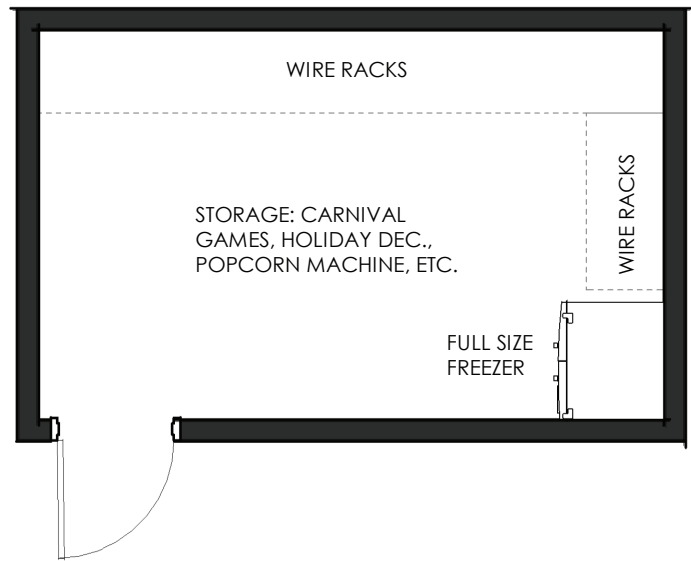 WIRE RACKS
WIRE RACKS
STORAGE: CARNIVAL
GAMES, HOLIDAY DEC.,
POPCORN MACHINE, ETC.
FULL SIZE
FREEZER